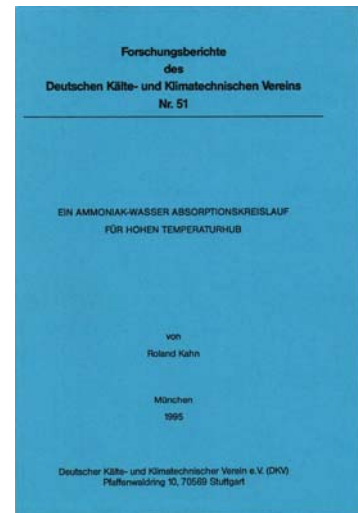 Forschungsberichte
des
Deutschen Kälte- und Klimatechnischen Vereins
Nr. 51
EIN AMMONIAK-WASSER ABSORPTIONSKREISLAUF
FÜR HOHEN TEMPERATURHUB
von
Roland Kahn
München
1995
Deutscher Kälte- und Klimatechnischer Verein e.V. (DKV)
Pfaffenwaldring 10, 70569 Stuttgart